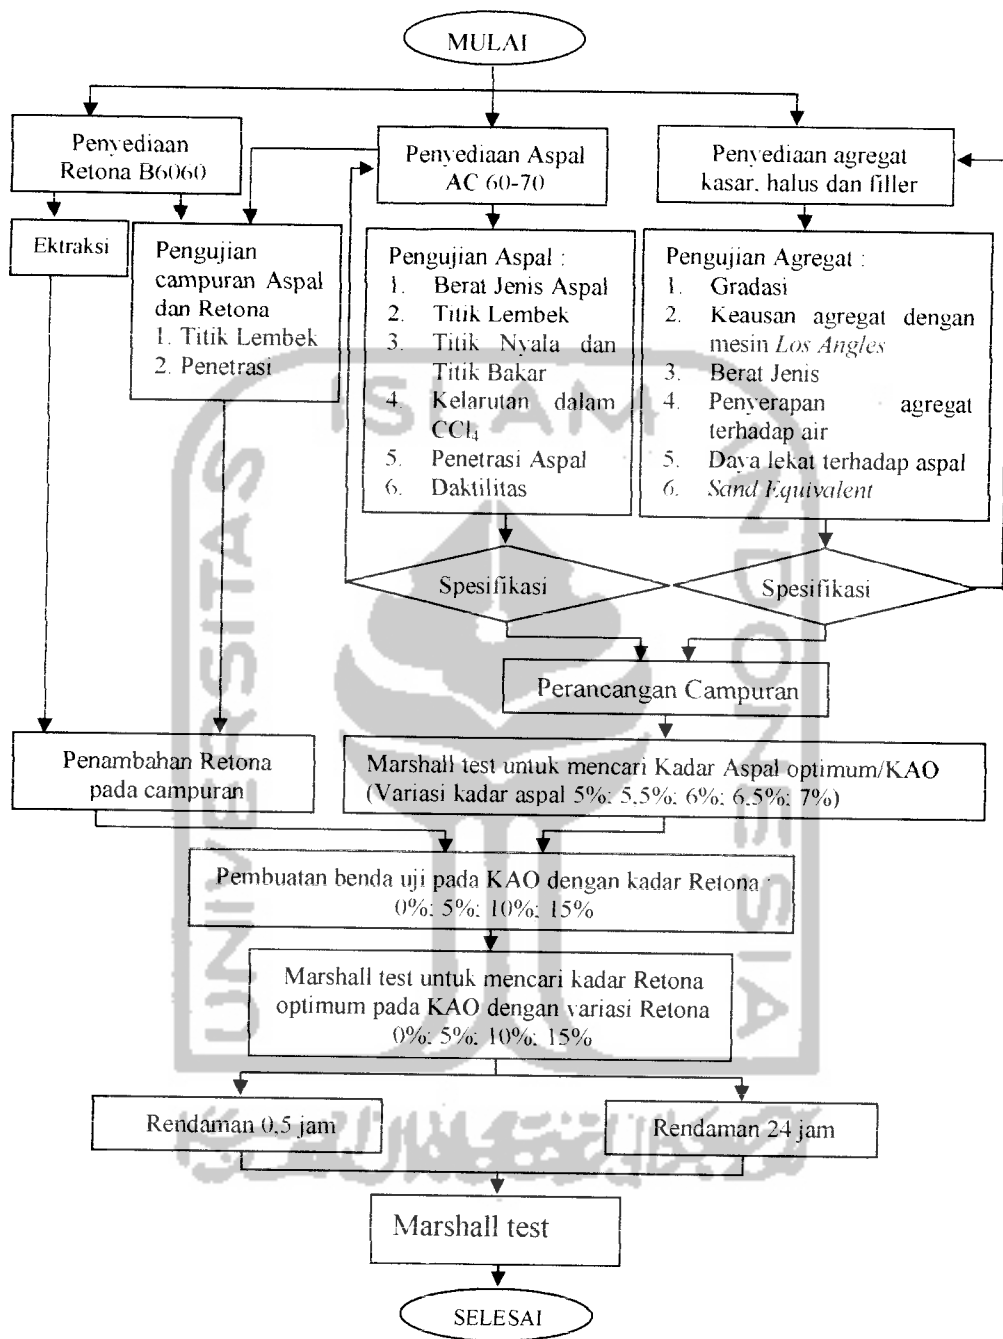 MULAI
Penyediaan
Retona B6060
Penyediaan Aspal
AC 60-70
Penyediaan agregat
kasar, halus dan filler
Ektraksi
Pengujian
campuran Aspal
dan Retona
1. Titik Lembek
2. Penetrasi
Pengujian Aspal :
1. Berat Jenis Aspal
2. Titik Lembek
3. Titik Nyala dan
Titik Bakar
4. Kelarutan dalam
CCl4
5. Penetrasi Aspal
6. Daktilitas
Pengujian Agregat :
1. Gradasi
2. Keausan agregat dengan
mesin Los Angles
3. Berat Jenis
4. Penyerapan agregat
terhadap air
5. Daya lekat terhadap aspal
6. Sand Equivalent
Spesifikasi
Spesifikasi
Perancangan Campuran
Penambahan Retona
pada campuran
Marshall test untuk mencari Kadar Aspal optimum/KAO
(Variasi kadar aspal 5%; 5,5%; 6%; 6,5%; 7%)
Pembuatan benda uji pada KAO dengan kadar Retona :
0%; 5%; 10%; 15%
Marshall test untuk mencari kadar Retona
optimum pada KAO dengan variasi Retona
0%; 5%; 10%; 15%
Rendaman 0,5 jam
Rendaman 24 jam
Marshall test
SELESAI
UNIVERSITAS
ISLAM
INDONESIA